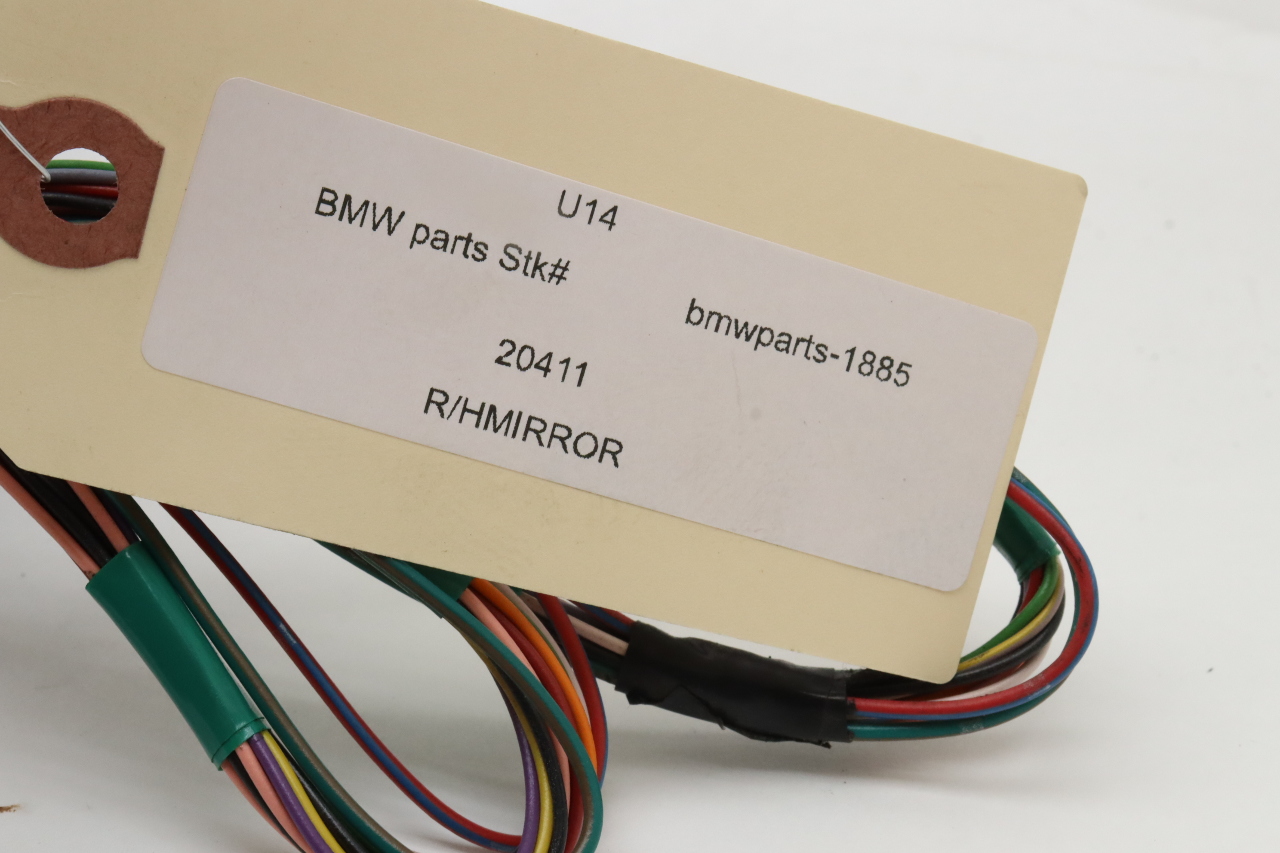 U14
BMW parts Stk#
bmwparts-1885
20411
R/HMIRROR